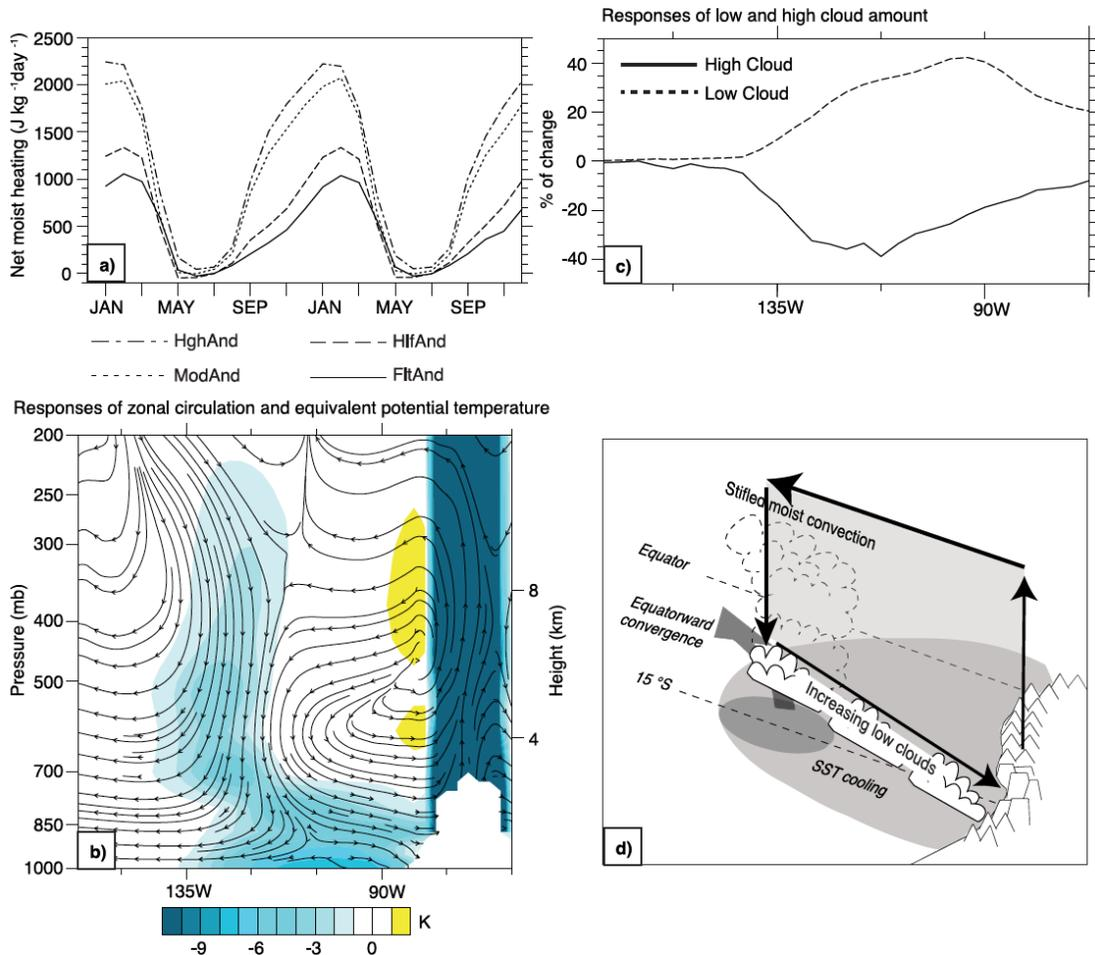 Net moist heating (J kg -1day -1)
2500
2000
1500
1000
500
0
a)
JAN MAY SEP JAN MAY SEP
HghAnd HlfAnd
ModAnd FltAnd
Responses of low and high cloud amount
High Cloud
Low Cloud
% of change
40
20
0
-20
-40
c)
135W 90W
Responses of zonal circulation and equivalent potential temperature
Pressure (mb)
200
250
300
400
500
700
850
1000
Height (km)
8
4
b)
135W 90W
K
-9 -6 -3 0
Stifled moist convection
Equator
Equatorward
convergence
15 °S
Increasing low clouds
SST cooling
d)